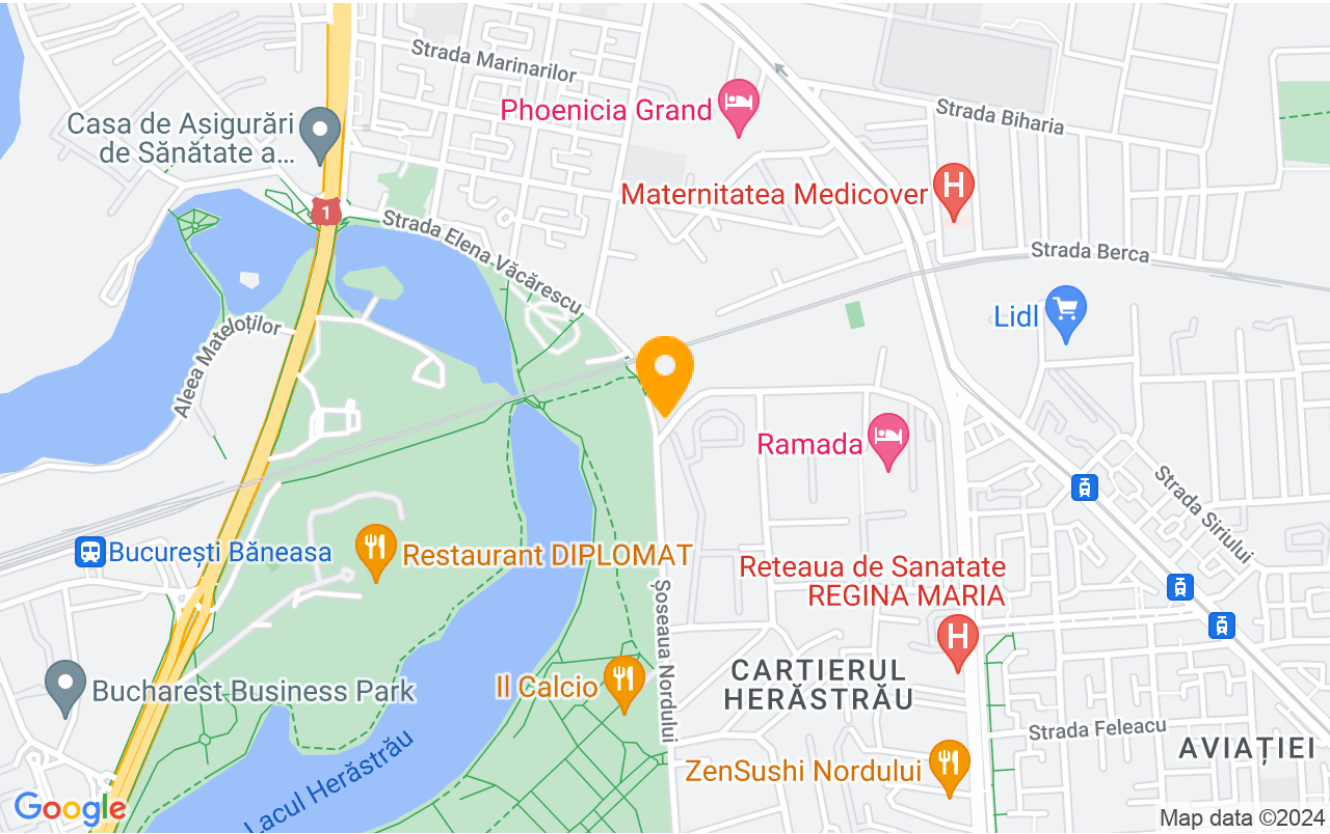 Strada Marinarilor
Phoenicia Grand
Strada Biharia
Casa de Asigurări
de Sănătate a...
Maternitatea Medicover
H
1
Strada Elena Văcărescu
Strada Berca
Lidl
Aleea Mateloților
Ramada
Strada Siriului
București Băneasa
Restaurant DIPLOMAT
Reteaua de Sanatate
REGINA MARIA
H
Șoseaua Nordului
Bucharest Business Park
Il Calcio
CARTIERUL
HERĂSTRĂU
Strada Feleacu
AVIAȚIEI
Lacul Herăstrău
ZenSushi Nordului
Google
Map data ©2024